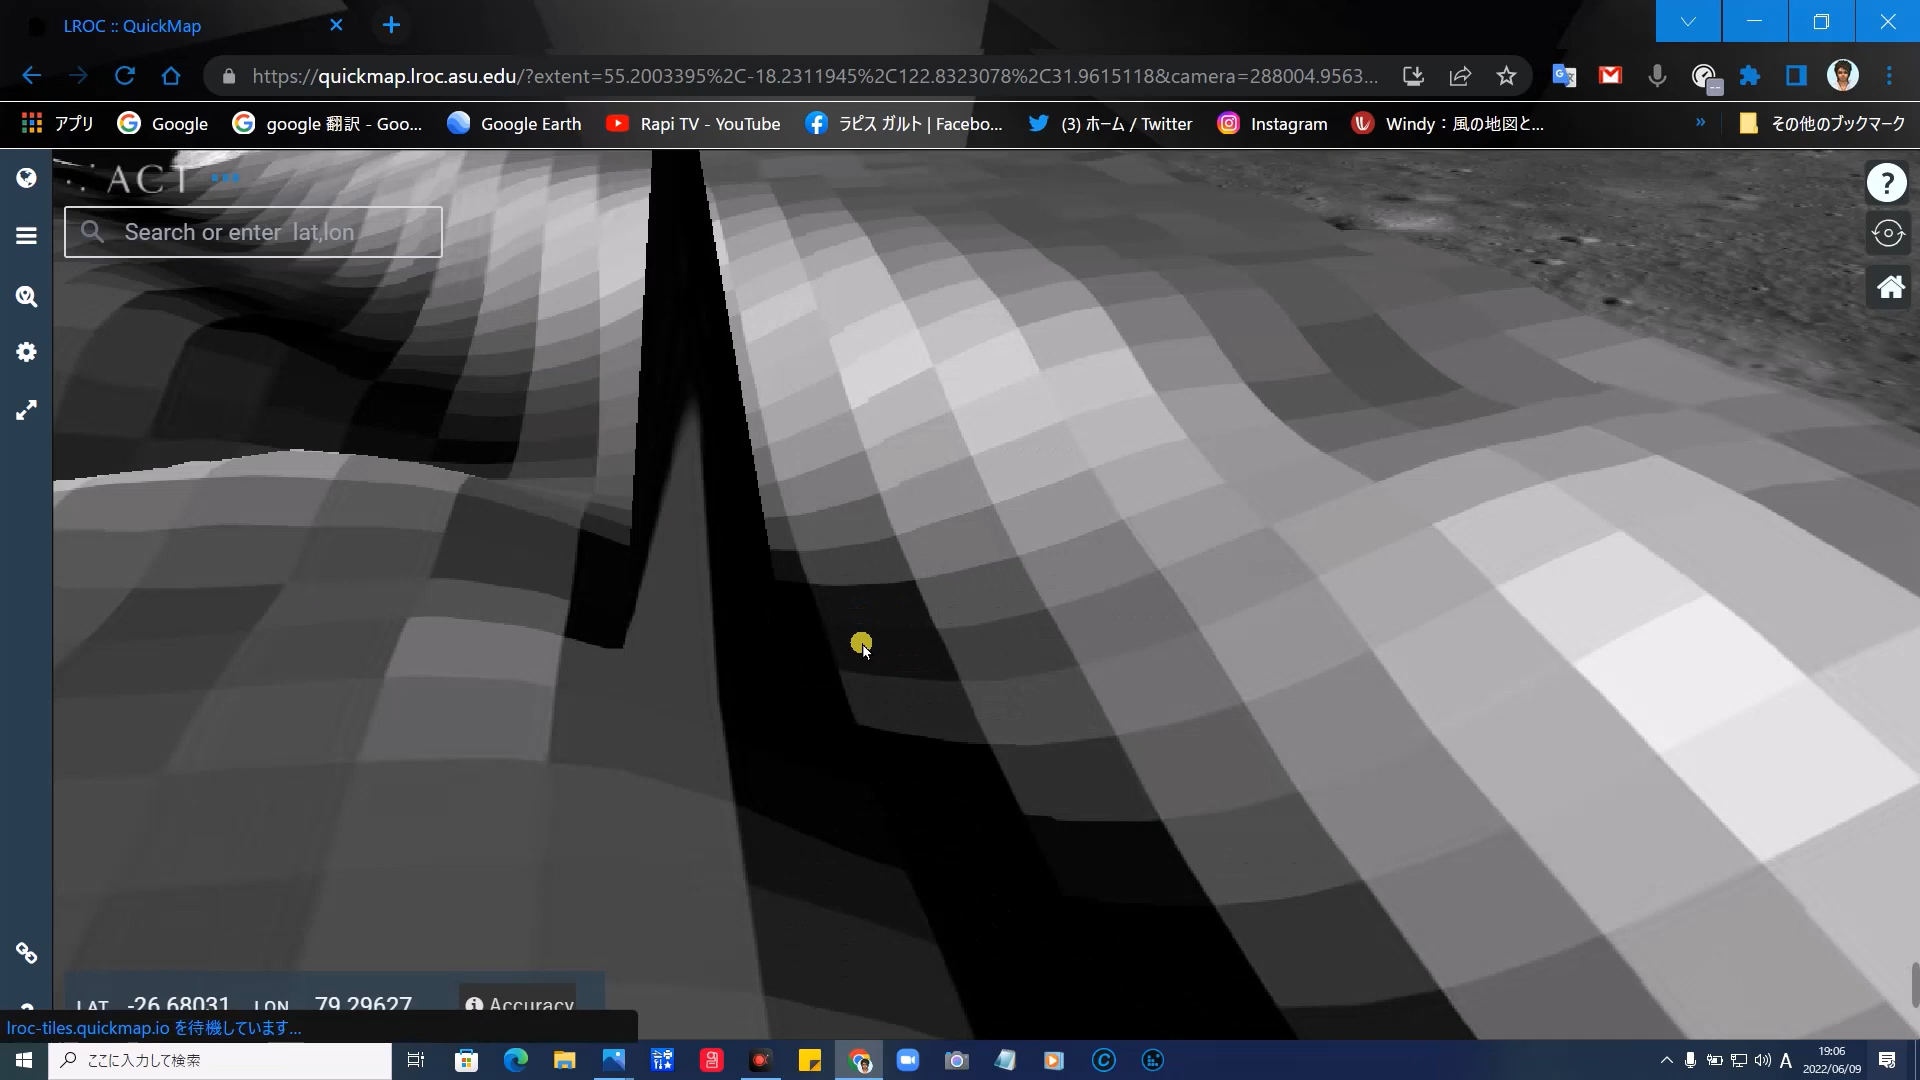 LROC :: QuickMap
https://quickmap.lroc.asu.edu/?extent=55.2003395%2C-18.2311945%2C122.8323078%2C31.9615118&camera=288004.9563...
アプリ Google google 翻訳 - Goo... Google Earth Rapi TV - YouTube ラピス ガルト | Facebo... (3) ホーム / Twitter Instagram Windy：風の地図と... » その他のブックマーク
ACT
Search or enter lat,lon
?
LAT -26.68031 LON 79.29627 Accuracy
lroc-tiles.quickmap.io を待機しています...
ここに入力して検索
A
19:06
2022/06/09